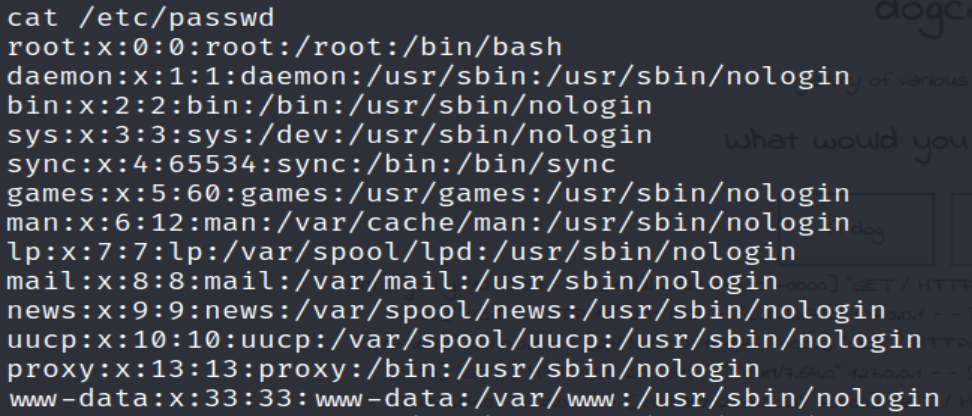 cat /etc/passwd
root:x:0:0:root:/root:/bin/bash
daemon:x:1:1:daemon:/usr/sbin:/usr/sbin/nologin
bin:x:2:2:bin:/bin:/usr/sbin/nologin
sys:x:3:3:sys:/dev:/usr/sbin/nologin
sync:x:4:65534:sync:/bin:/bin/sync
games:x:5:60:games:/usr/games:/usr/sbin/nologin
man:x:6:12:man:/var/cache/man:/usr/sbin/nologin
lp:x:7:7:lp:/var/spool/lpd:/usr/sbin/nologin
mail:x:8:8:mail:/var/mail:/usr/sbin/nologin
news:x:9:9:news:/var/spool/news:/usr/sbin/nologin
uucp:x:10:10:uucp:/var/spool/uucp:/usr/sbin/nologin
proxy:x:13:13:proxy:/bin:/usr/sbin/nologin
www-data:x:33:33:www-data:/var/www:/usr/sbin/nologin
of various
what would you
dog
"GET / HTTP